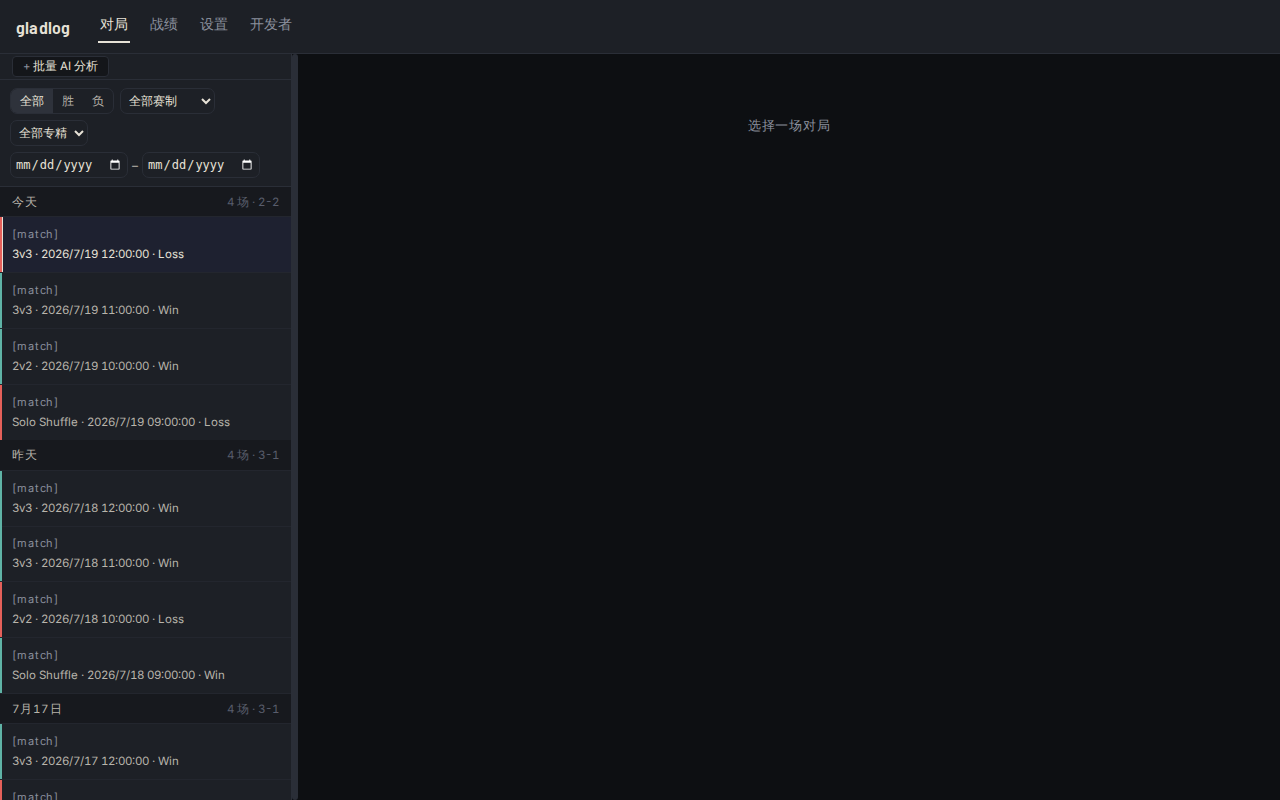 gladlog 对局 战绩 设置 开发者
+ 批量 AI 分析
全部 胜 负 全部赛制
全部专精
mm/dd/yyyy – mm/dd/yyyy
选择一场对局
今天 4 场 · 2-2
[match]
3v3 · 2026/7/19 12:00:00 · Loss
[match]
3v3 · 2026/7/19 11:00:00 · Win
[match]
2v2 · 2026/7/19 10:00:00 · Win
[match]
Solo Shuffle · 2026/7/19 09:00:00 · Loss
昨天 4 场 · 3-1
[match]
3v3 · 2026/7/18 12:00:00 · Win
[match]
3v3 · 2026/7/18 11:00:00 · Win
[match]
2v2 · 2026/7/18 10:00:00 · Loss
[match]
Solo Shuffle · 2026/7/18 09:00:00 · Win
7月17日 4 场 · 3-1
[match]
3v3 · 2026/7/17 12:00:00 · Win
[match]